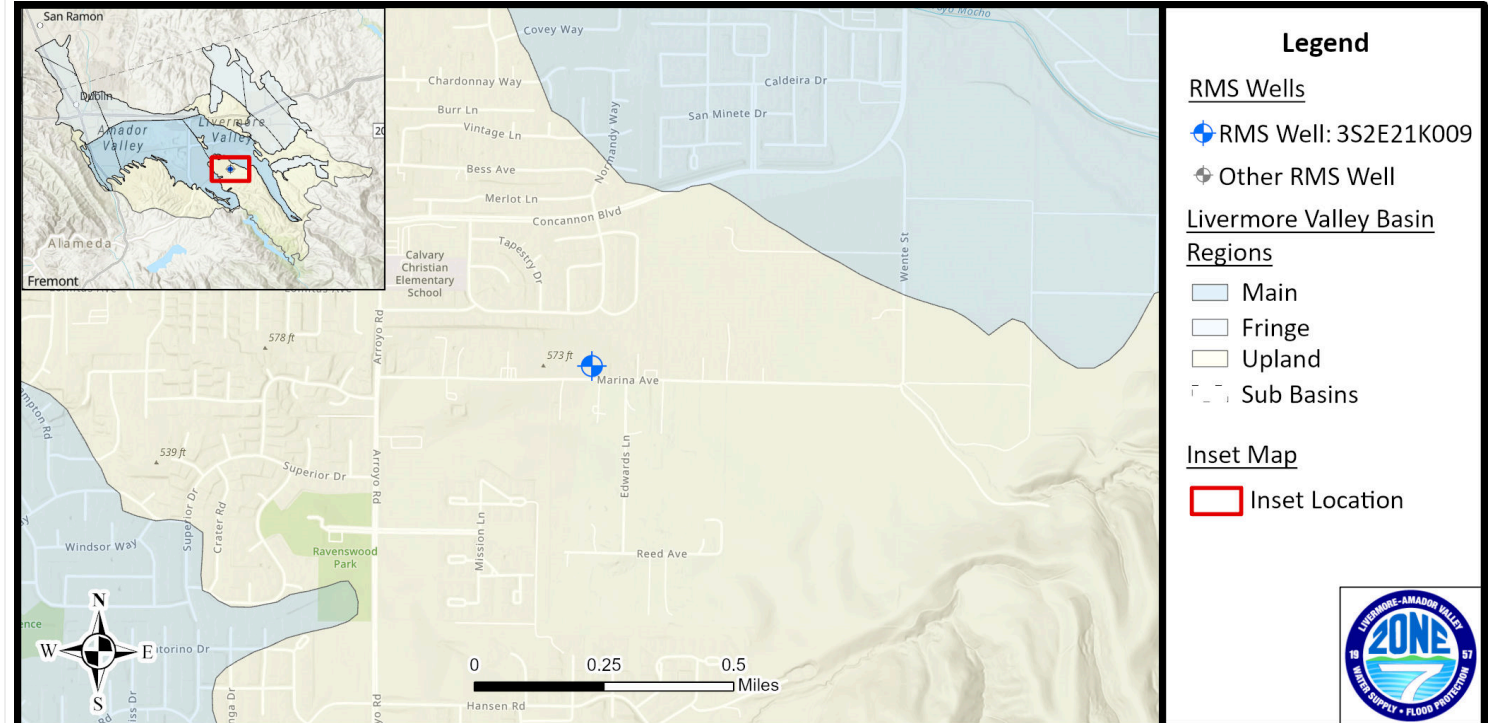 San Ramon
Dublin
Amador
Valley
Livermore
Valley
20
Alameda
Fremont
Covey Way
Chardonnay Way
Burr Ln
Vintage Ln
Normandy Way
Bess Ave
Merlot Ln
Concannon Blvd
Caldeira Dr
San Minete Dr
Wente St
Calvary
Christian
Elementary
School
Tapestry Dr
Arroyo Rd
578 ft
573 ft
Marina Ave
539 ft
Superior Dr
Superior Dr
Crater Rd
Arroyo Rd
Edwards Ln
Mission Ln
Windsor Way
Ravenswood
Park
Reed Ave
Hansen Rd
N
W
E
S
0
0.25
0.5
Miles
Legend
RMS Wells
RMS Well: 3S2E21K009
Other RMS Well
Livermore Valley Basin
Regions
Main
Fringe
Upland
Sub Basins
Inset Map
Inset Location
LIVERMORE-AMADOR VALLEY
ZONE
19
57
7
WATER SUPPLY • FLOOD PROTECTION